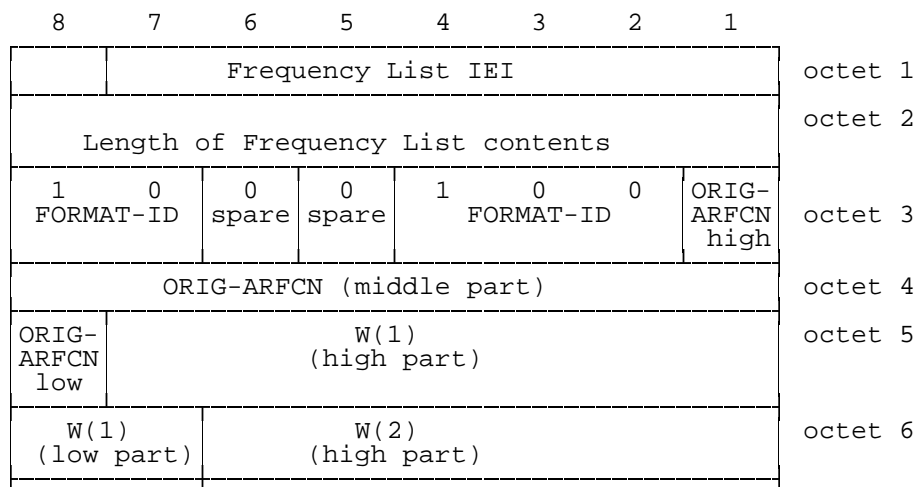 8 7 6 5 4 3 2 1
Frequency List IEI octet 1
octet 2
Length of Frequency List contents
1 0 0 0 1 0 0 ORIG-
FORMAT-ID spare spare FORMAT-ID ARFCN octet 3
high
ORIG-ARFCN (middle part) octet 4
ORIG- W(1) octet 5
ARFCN (high part)
low
W(1) W(2) octet 6
(low part) (high part)